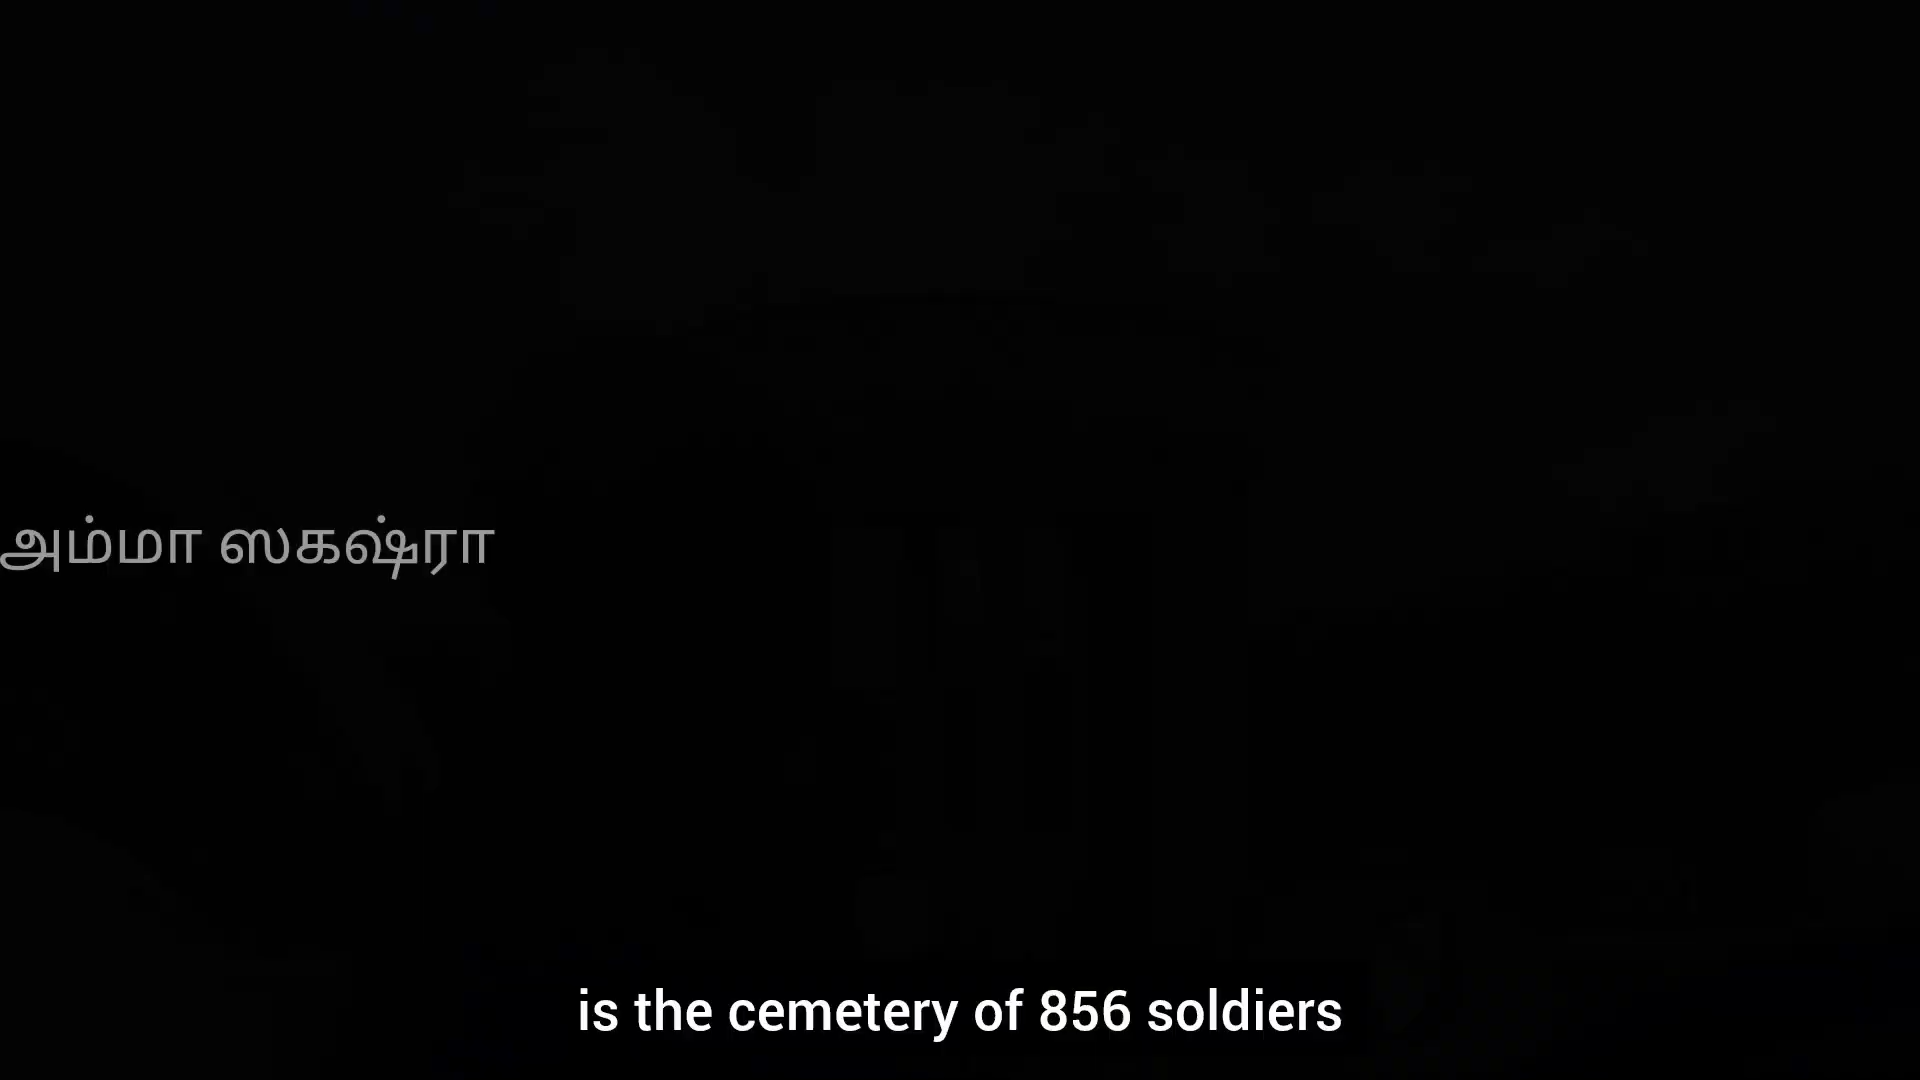 அம்மா ஸகஷ்ரா
is the cemetery of 856 soldiers